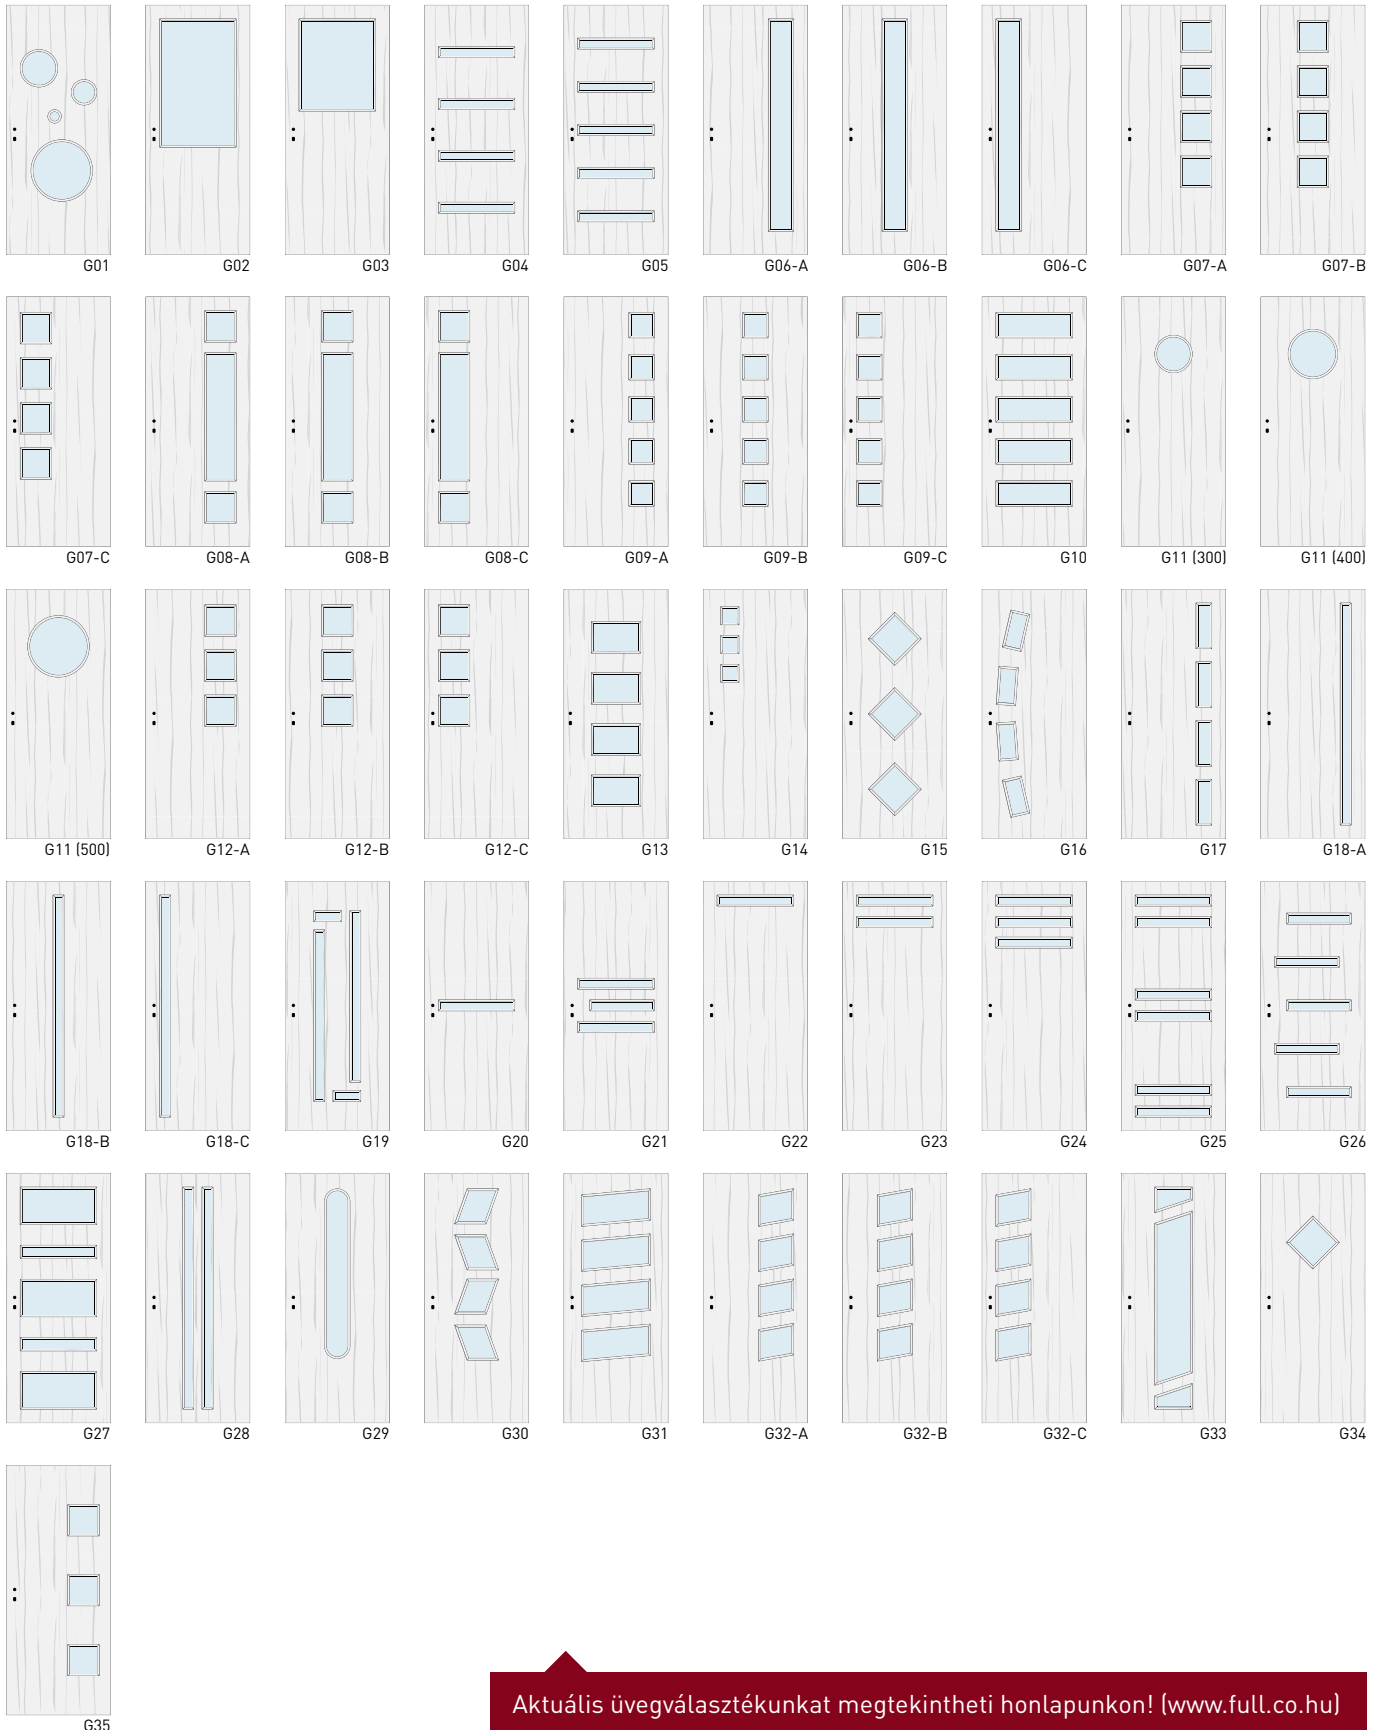 G01 G02 G03 G04 G05 G06-A G06-B G06-C G07-A G07-B
G07-C G08-A G08-B G08-C G09-A G09-B G09-C G10 G11 (300) G11 (400)
G11 (500) G12-A G12-B G12-C G13 G14 G15 G16 G17 G18-A
G18-B G18-C G19 G20 G21 G22 G23 G24 G25 G26
G27 G28 G29 G30 G31 G32-A G32-B G32-C G33 G34
G35
Aktuális üvegválasztékunkat megtekintheti honlapunkon! (www.full.co.hu)